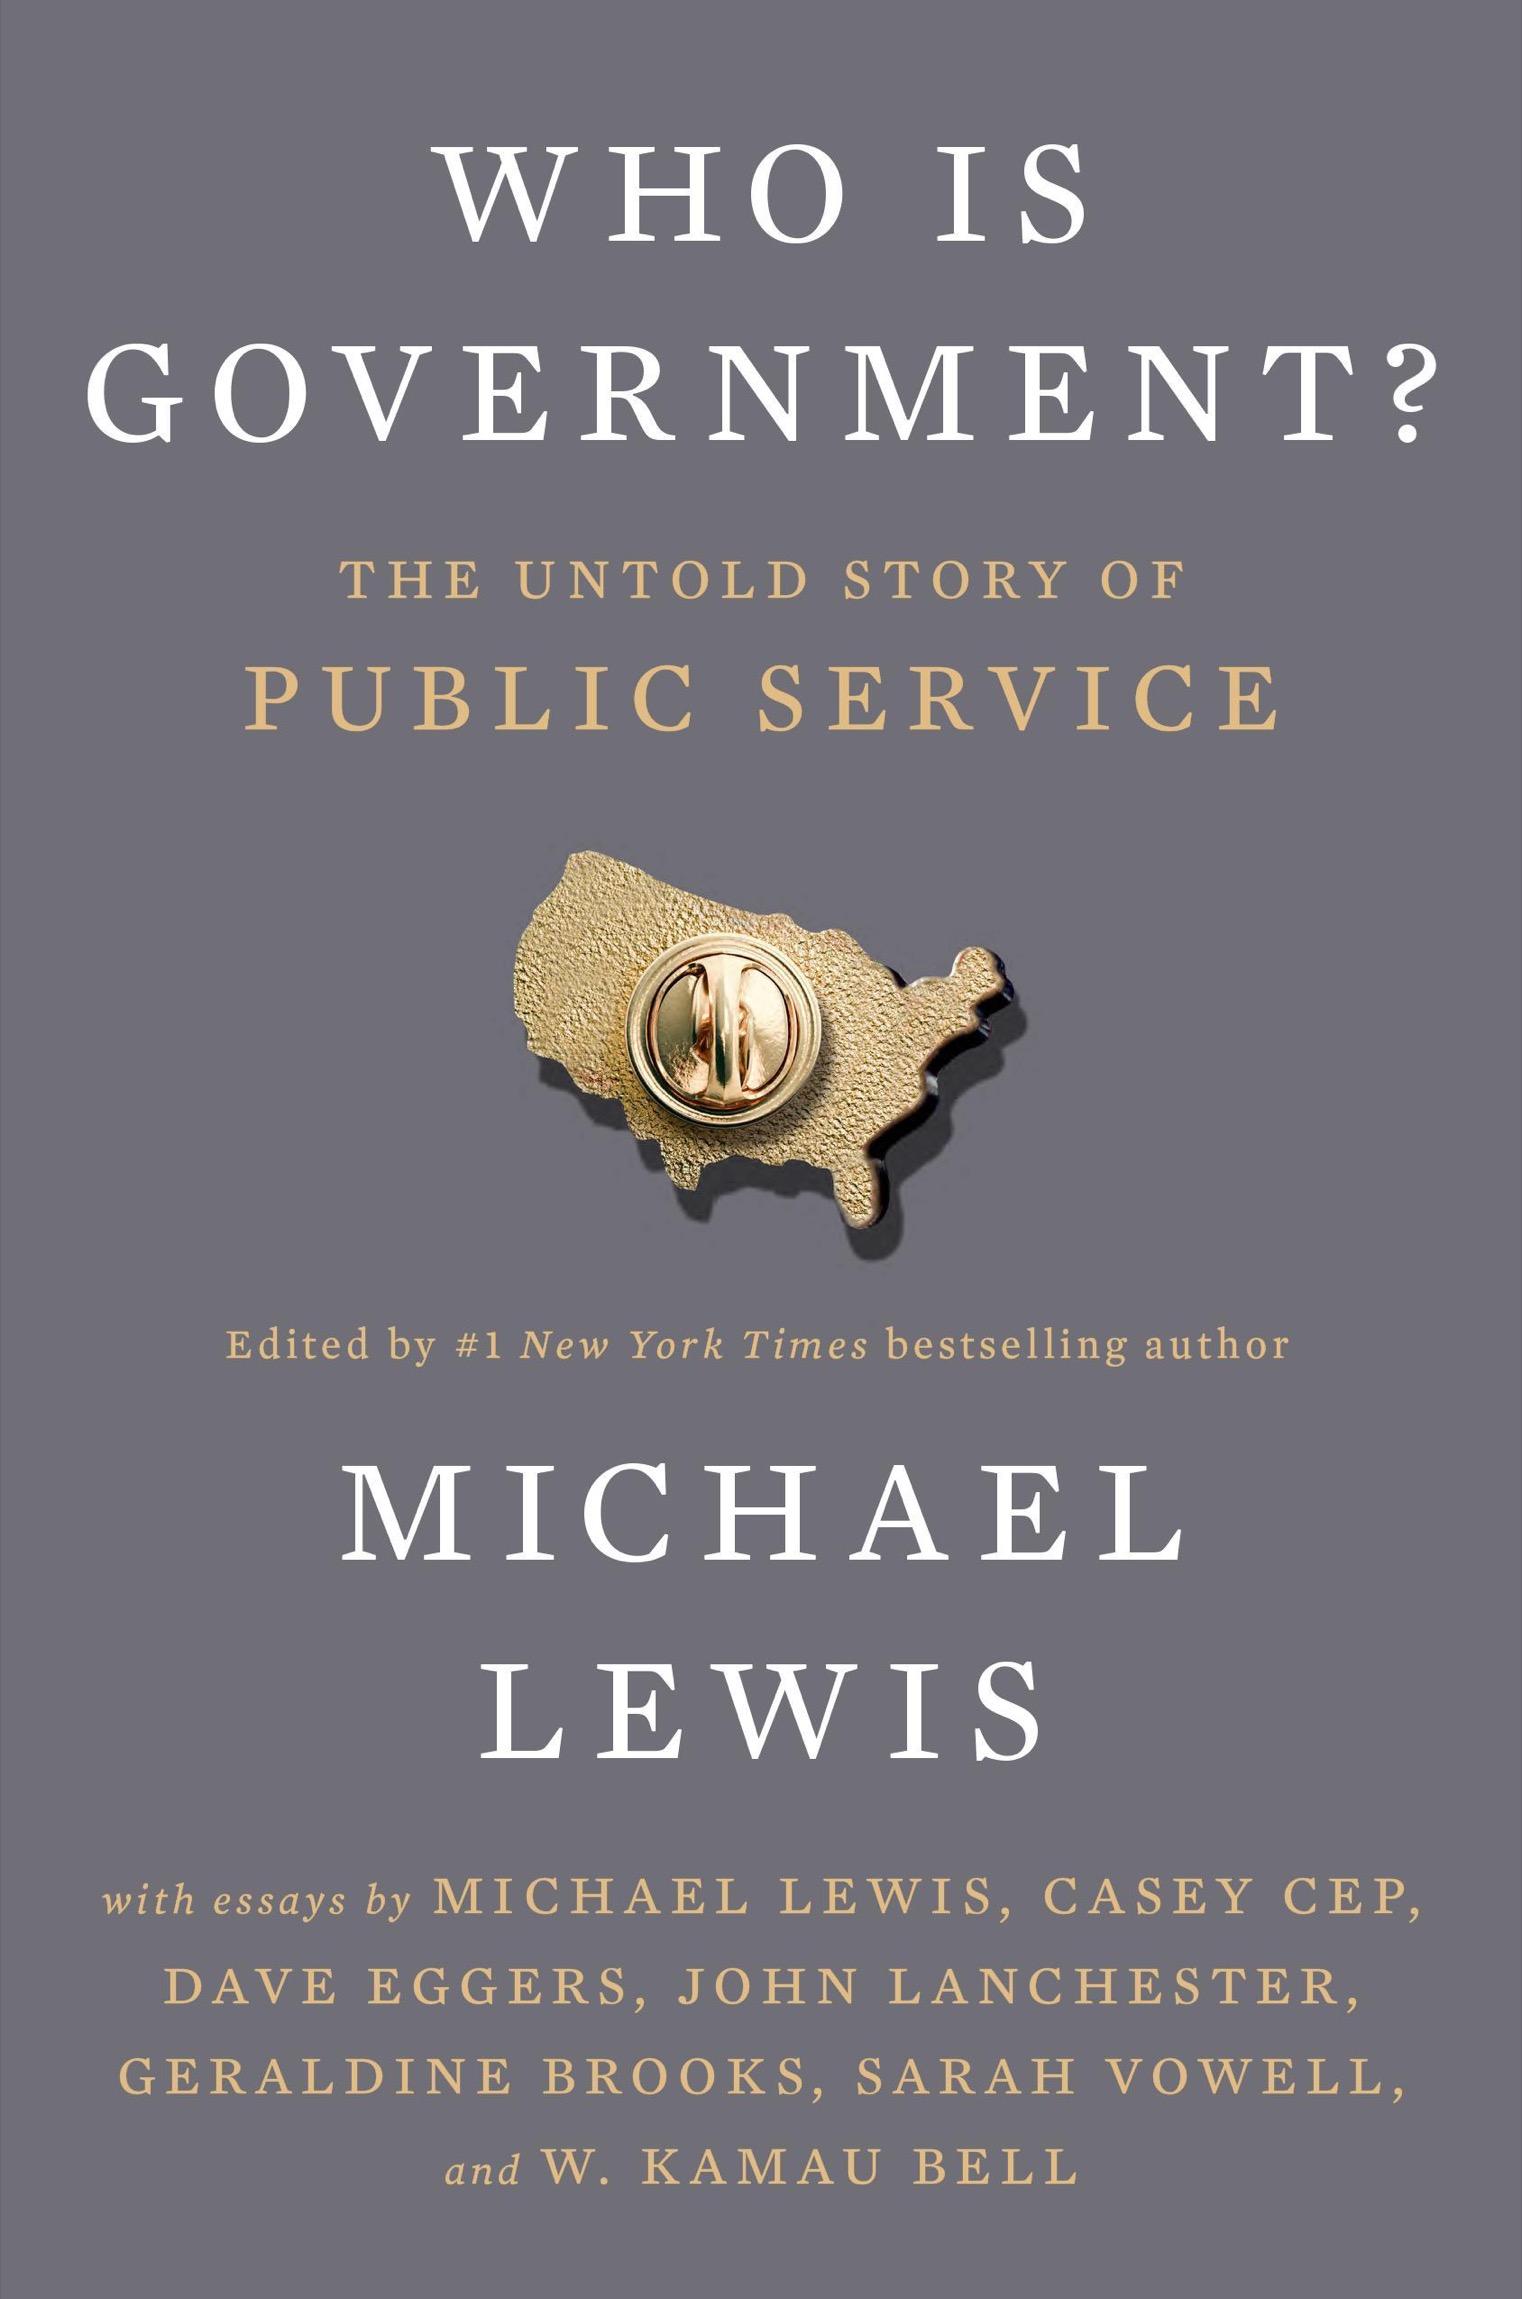 WHO IS
GOVERNMENT?
THE UNTOLD STORY OF
PUBLIC SERVICE
Edited by #1 New York Times bestselling author
MICHAEL
LEWIS
with essays by MICHAEL LEWIS, CASEY CEP,
DAVE EGGERS, JOHN LANCHESTER,
GERALDINE BROOKS, SARAH VOWELL,
and W. KAMAU BELL